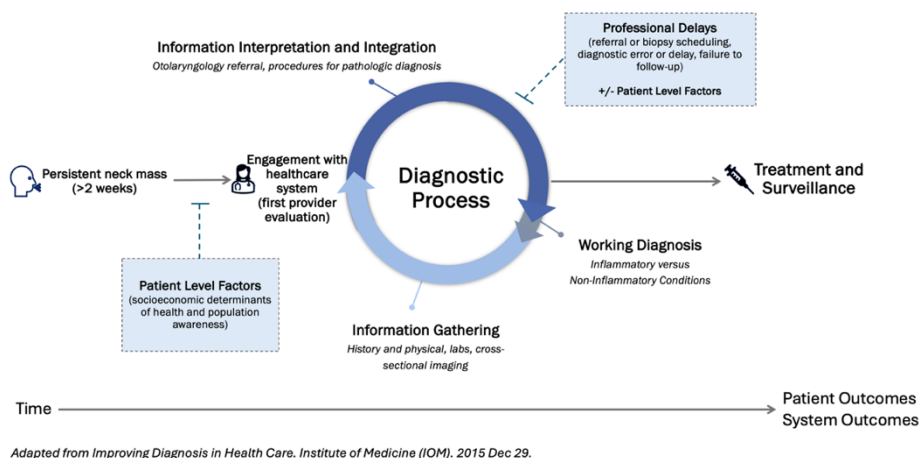 Professional Delays
(referral or biopsy scheduling,
diagnostic error or delay, failure to
follow-up)
+/- Patient Level Factors
Information Interpretation and Integration
Otolaryngology referral, procedures for pathologic diagnosis
Persistent neck mass
(>2 weeks)
Engagement with
healthcare
system
(first provider
evaluation)
Diagnostic
Process
Treatment and
Surveillance
Working Diagnosis
Inflammatory versus
Non-Inflammatory Conditions
Patient Level Factors
(socioeconomic determinants
of health and population
awareness)
Information Gathering
History and physical, labs, cross-
sectional imaging
Time
Patient Outcomes
System Outcomes
Adapted from Improving Diagnosis in Health Care. Institute of Medicine (IOM). 2015 Dec 29.